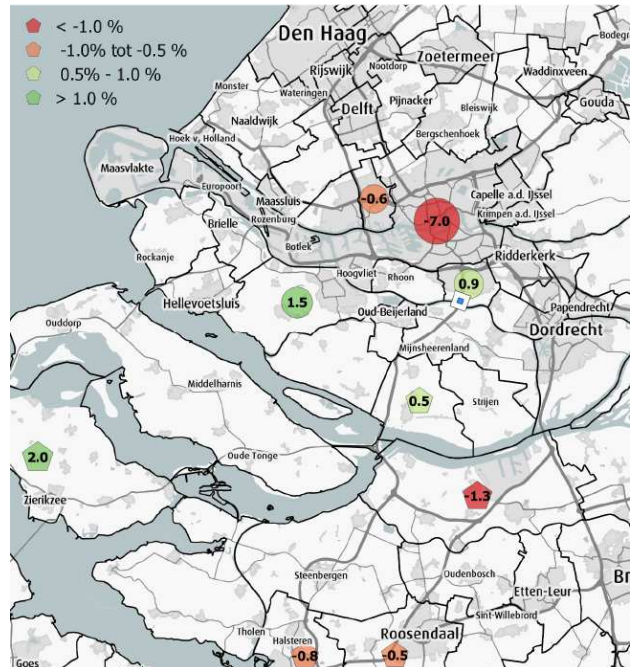 < -1.0 %
-1.0% tot -0.5 %
0.5% - 1.0 %
> 1.0 %
Den Haag
Bodegr
Rijswijk
Nootdorp
Zoetermeer
Waddinxveen
Monster
Wateringen
Delft
Pijnacker
Bleiswijk
Gouda
Naaldwijk
Bergschenhoek
Hoek v. Holland
Maasvlakte
Europoort
Maassluis
-0.6
-7.0
Capelle a.d. IJssel
Krimpen a.d. IJssel
Rozenburg
Brielle
Botlek
Rockanje
Hoogvliet
Rhoon
Ridderkerk
0.9
Hellevoetsluis
1.5
Oud-Beijerland
Papendrecht
Ouddorp
Dordrecht
Mijnsheerenland
Middelharnis
0.5
Strijen
2.0
Oude Tonge
Zierikzee
-1.3
Steenbergen
Oudenbosch
Etten-Leur
Br
Sint-Willebrord
Tholen
Halsteren
Roosendaal
-0.8
-0.5
Goes